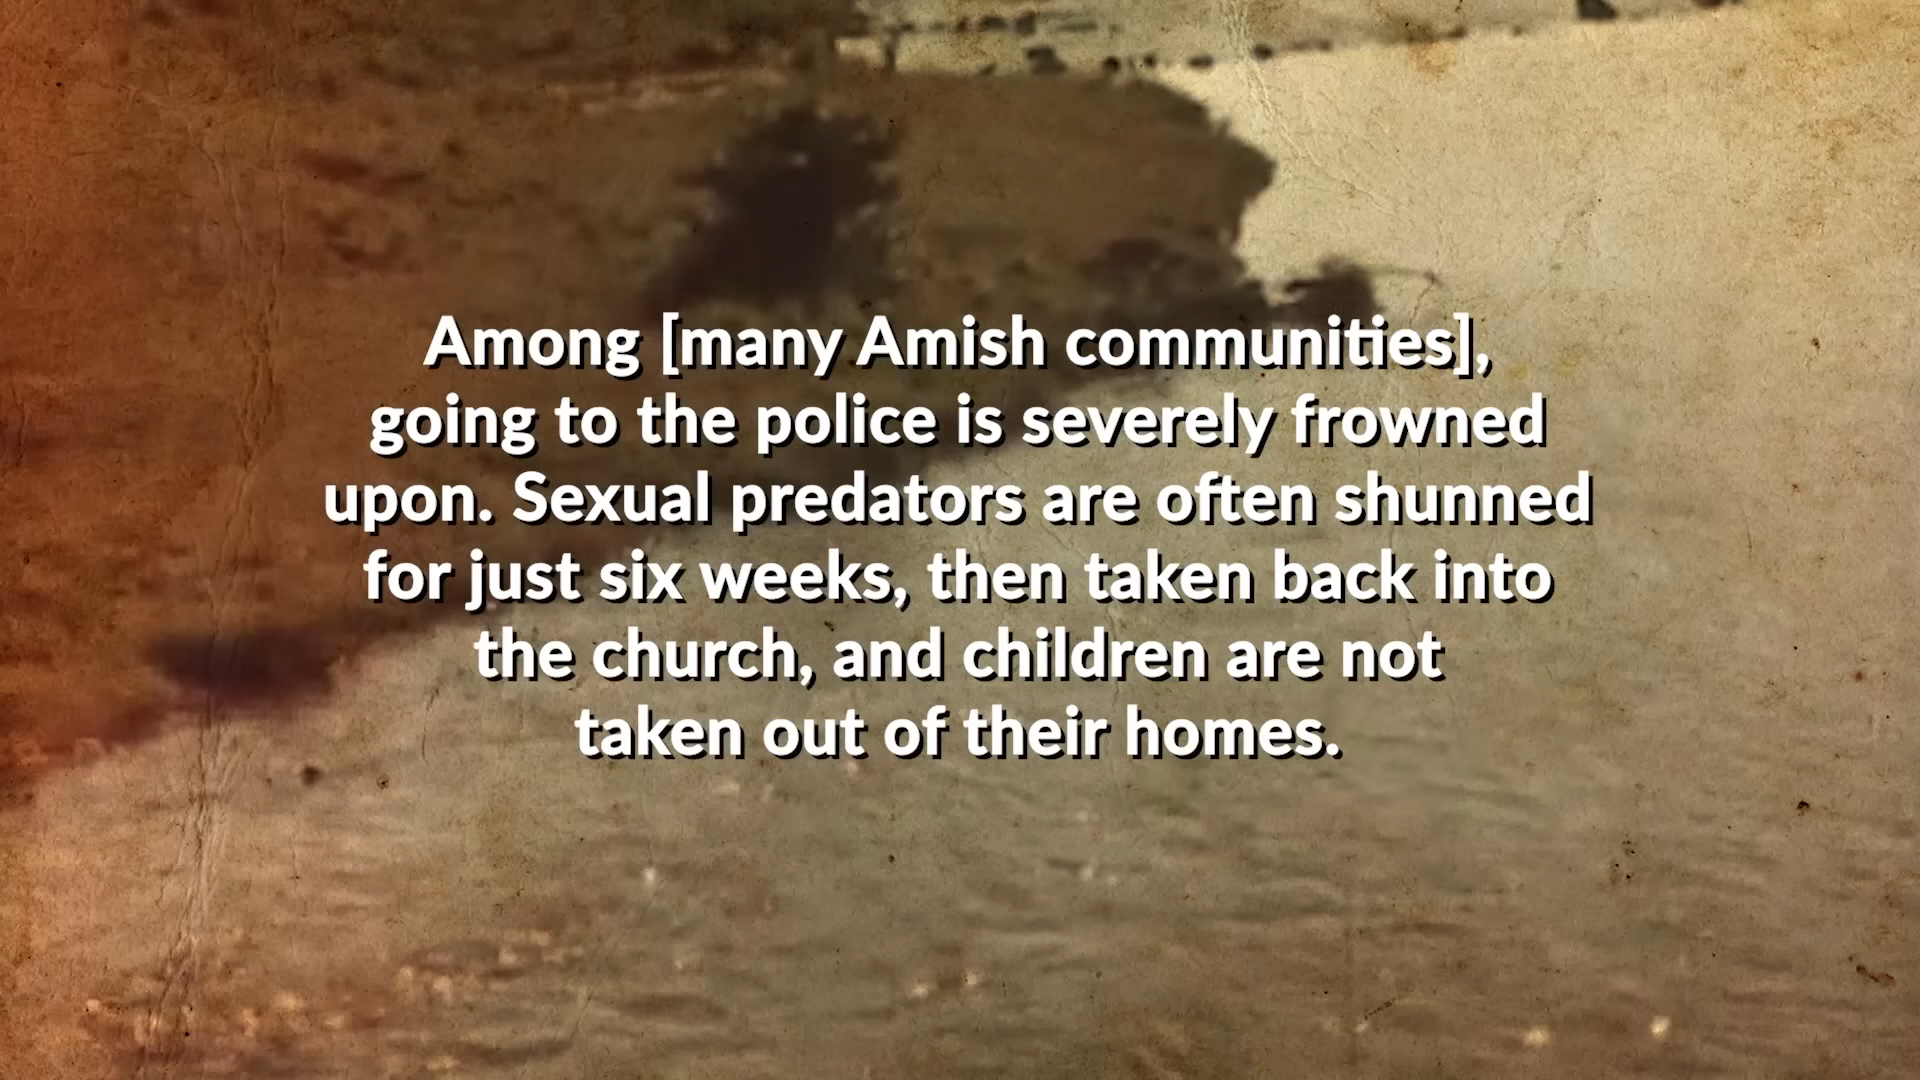 Among [many Amish communities],
going to the police is severely frowned
upon. Sexual predators are often shunned
for just six weeks, then taken back into
the church, and children are not
taken out of their homes.